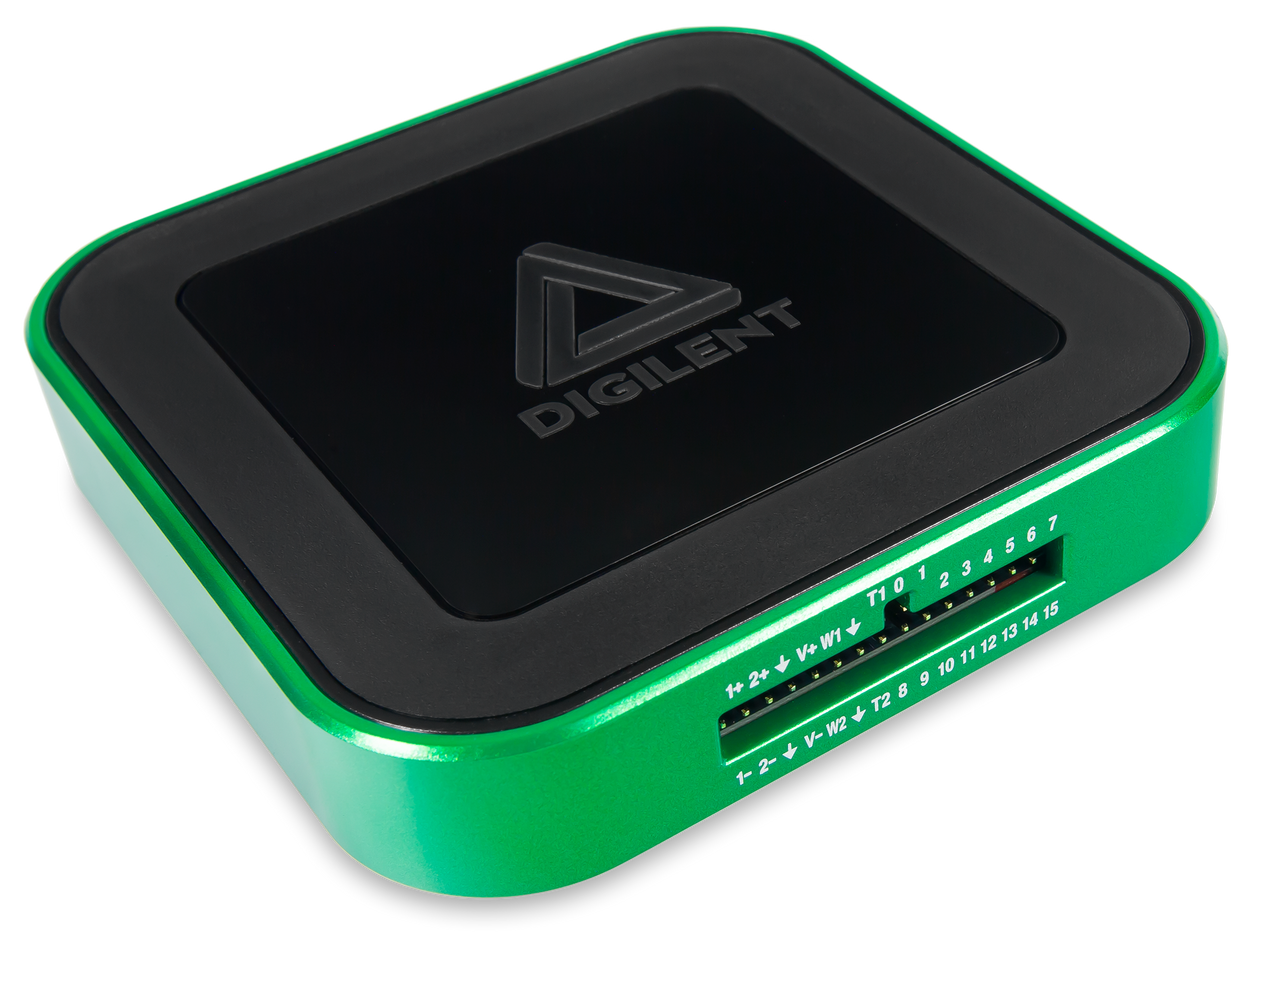 DIGILENT
1+ 2+ ↓ V+ W1 ↓ T1 0 1 2 3 4 5 6 7
1- 2- ↓ V- W2 ↓ T2 8 9 10 11 12 13 14 15